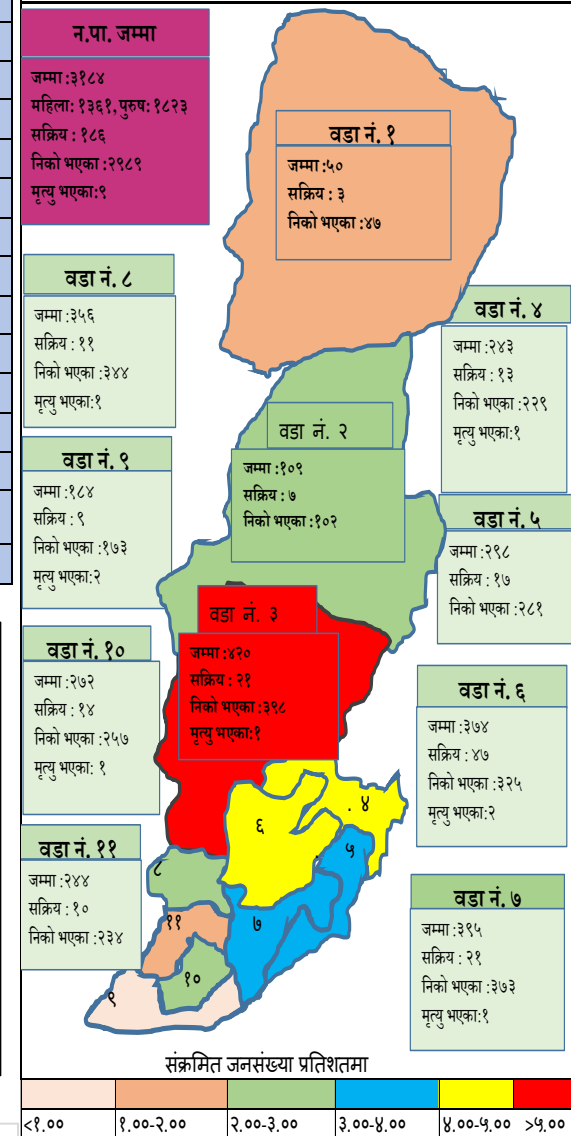 न.पा. जम्मा
जम्मा :३१८४
महिला: १३६१, पुरुष: १८२३
सक्रिय : १८६
निको भएका :२९८९
मृत्यु भएका:९
वडा नं. १
जम्मा :५०
सक्रिय : ३
निको भएका :४७
वडा नं. ८
जम्मा :३५६
सक्रिय : ११
निको भएका :३४४
मृत्यु भएका:१
वडा नं. ४
जम्मा :२४३
सक्रिय : १३
निको भएका :२२९
मृत्यु भएका:१
वडा नं. २
जम्मा :१०९
सक्रिय : ७
निको भएका :१०२
वडा नं. ९
जम्मा :१८४
सक्रिय : ९
निको भएका :१७३
मृत्यु भएका:२
वडा नं. ५
जम्मा :२९८
सक्रिय : १७
निको भएका :२८१
वडा नं. ३
जम्मा :४२०
सक्रिय : २१
निको भएका :३९८
मृत्यु भएका:१
वडा नं. १०
जम्मा :२७२
सक्रिय : १४
निको भएका :२५७
मृत्यु भएका: १
वडा नं. ६
जम्मा :३७४
सक्रिय : ४७
निको भएका :३२५
मृत्यु भएका:२
वडा नं. ११
जम्मा :२४४
सक्रिय : १०
निको भएका :२३४
वडा नं. ७
जम्मा :३९५
सक्रिय : २१
निको भएका :३७३
मृत्यु भएका:१
. ४
६
५
८
११
७
१०
९
संक्रमित जनसंख्या प्रतिशतमा
<१.०० १.००-२.०० २.००-३.०० ३.००-४.०० ४.००-५.०० >५.००